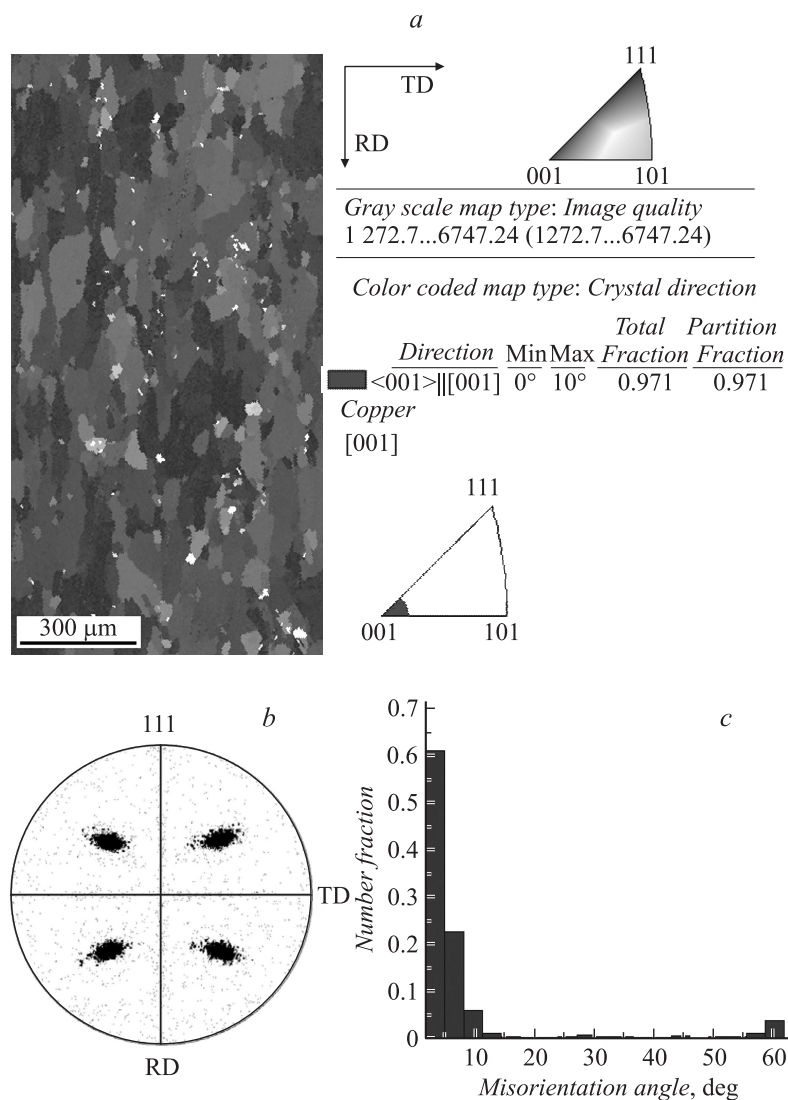 a
TD
RD
111
001 101
Gray scale map type: Image quality
1 272.7...6747.24 (1272.7...6747.24)
Color coded map type: Crystal direction
Total Partition
Direction Min Max Fraction Fraction
<001>||[001] 0° 10° 0.971 0.971
Copper
[001]
111
001 101
300 μm
b
111
TD
RD
c
0.7
0.6
0.5
0.4
0.3
0.2
0.1
0
Number fraction
10 20 30 40 50 60
Misorientation angle, deg